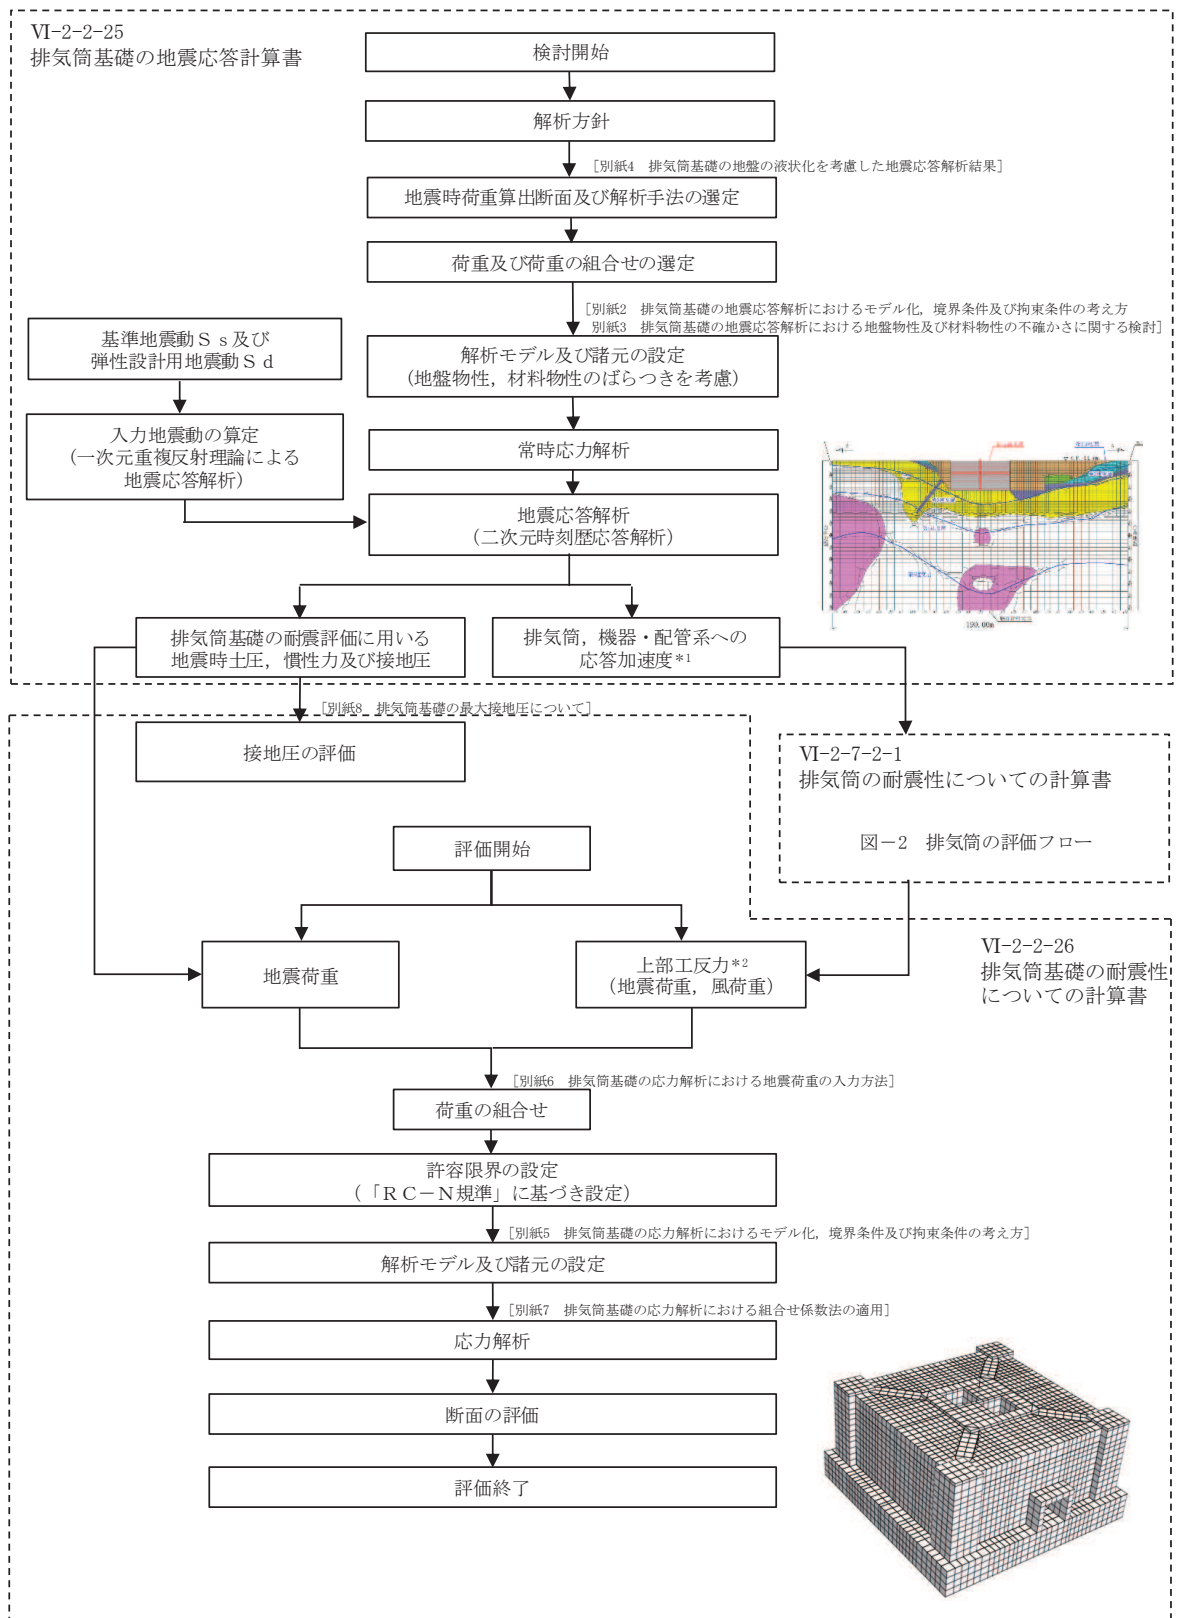 Ⅵ-2-2-25
排気筒基礎の地震応答計算書
検討開始
解析方針
[別紙4　排気筒基礎の地盤の液状化を考慮した地震応答解析結果]
地震時荷重算出断面及び解析手法の選定
荷重及び荷重の組合せの選定
[別紙2　排気筒基礎の地震応答解析におけるモデル化，境界条件及び拘束条件の考え方
別紙3　排気筒基礎の地震応答解析における地盤物性及び材料物性の不確かさに関する検討]
基準地震動Ｓｓ及び
弾性設計用地震動Ｓｄ
解析モデル及び諸元の設定
（地盤物性，材料物性のばらつきを考慮）
入力地震動の算定
（一次元重複反射理論による
地震応答解析）
常時応力解析
地震応答解析
（二次元時刻歴応答解析）
190.00m
排気筒基礎の耐震評価に用いる
地震時土圧，慣性力及び接地圧
排気筒，機器・配管系への
応答加速度*1
[別紙8　排気筒基礎の最大接地圧について]
接地圧の評価
Ⅵ-2-7-2-1
排気筒の耐震性についての計算書
図－2　排気筒の評価フロー
評価開始
地震荷重
上部工反力*2
（地震荷重，風荷重）
Ⅵ-2-2-26
排気筒基礎の耐震性
についての計算書
[別紙6　排気筒基礎の応力解析における地震荷重の入力方法]
荷重の組合せ
許容限界の設定
（「ＲＣ－Ｎ規準」に基づき設定）
[別紙5　排気筒基礎の応力解析におけるモデル化，境界条件及び拘束条件の考え方]
解析モデル及び諸元の設定
[別紙7　排気筒基礎の応力解析における組合せ係数法の適用]
応力解析
断面の評価
評価終了